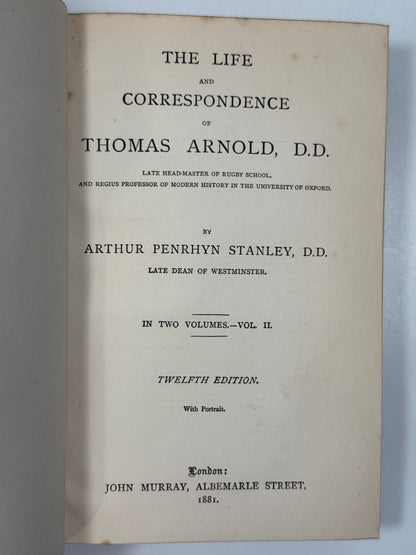 THE LIFE
AND
CORRESPONDENCE
OF
THOMAS ARNOLD, D.D.
LATE HEAD-MASTER OF RUGBY SCHOOL,
AND REGIUS PROFESSOR OF MODERN HISTORY IN THE UNIVERSITY OF OXFORD.
BY
ARTHUR PENRHYN STANLEY, D.D.
LATE DEAN OF WESTMINSTER.
IN TWO VOLUMES.—VOL. II.
TWELFTH EDITION.
With Portrait.
London:
JOHN MURRAY, ALBEMARLE STREET,
1881.